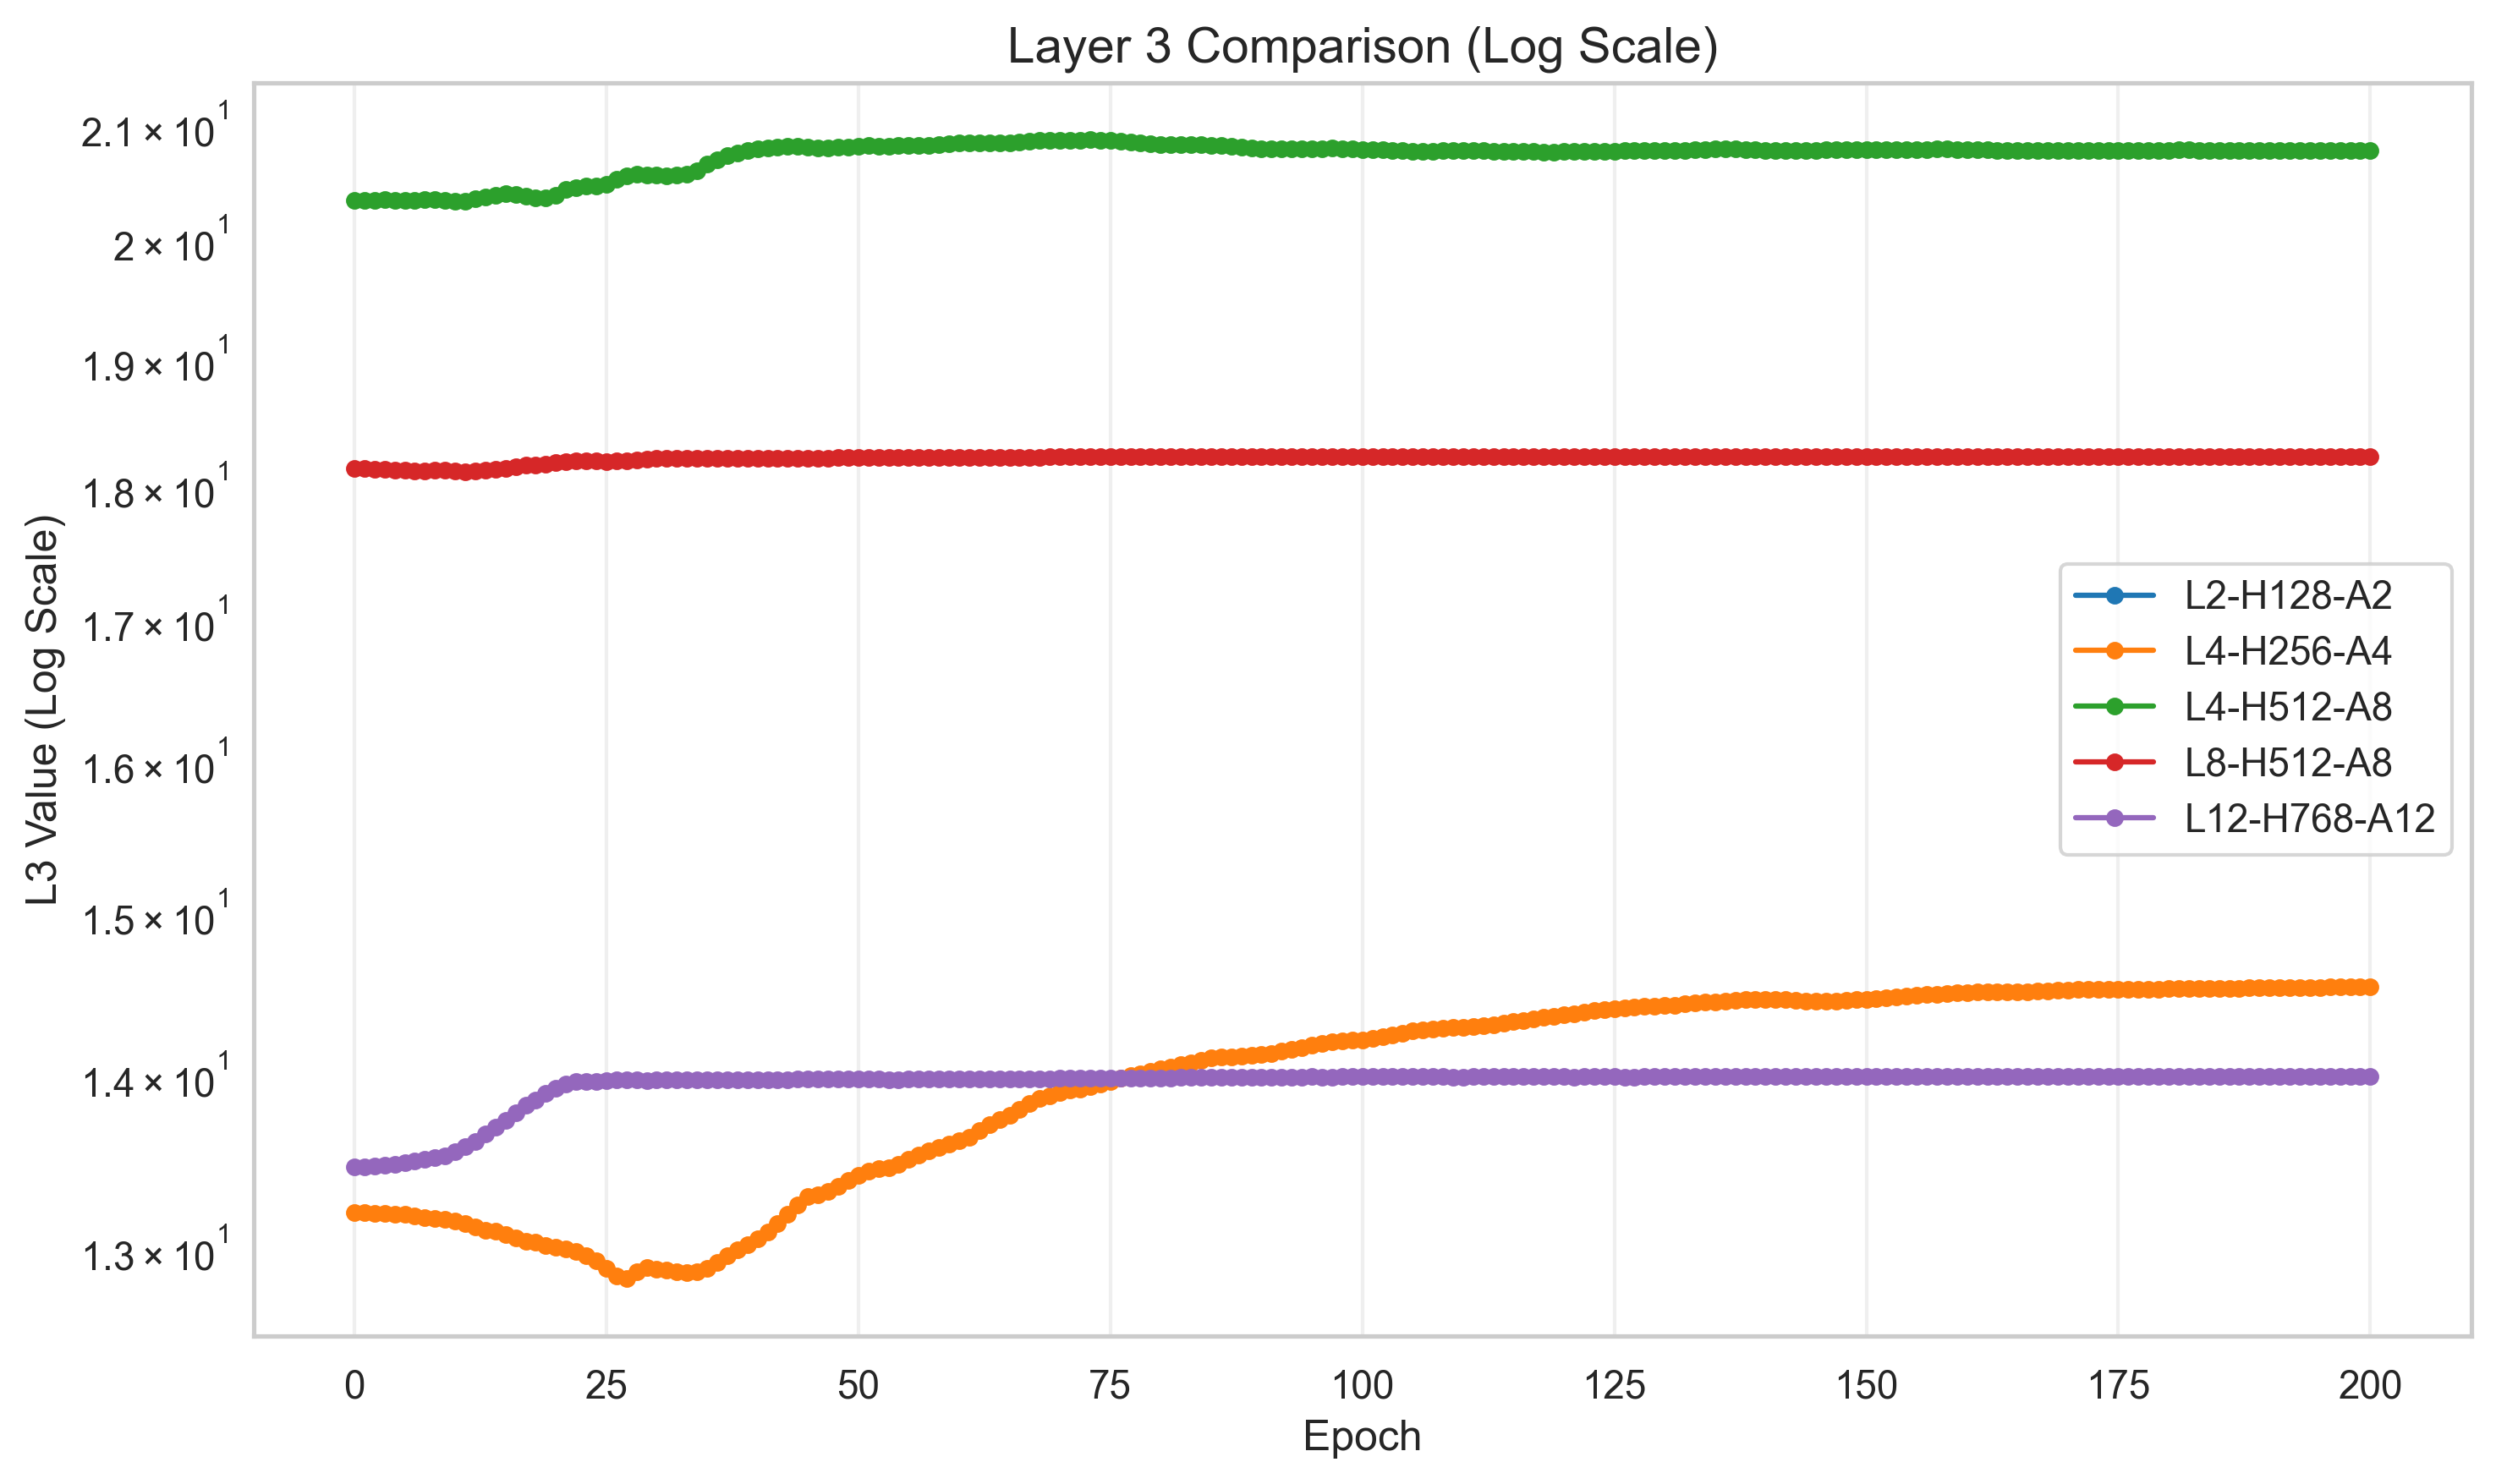 Layer 3 Comparison (Log Scale)
2.1×10¹
2×10¹
1.9×10¹
1.8×10¹
1.7×10¹
1.6×10¹
1.5×10¹
1.4×10¹
1.3×10¹
L3 Value (Log Scale)
L2-H128-A2
L4-H256-A4
L4-H512-A8
L8-H512-A8
L12-H768-A12
0 25 50 75 100 125 150 175 200
Epoch